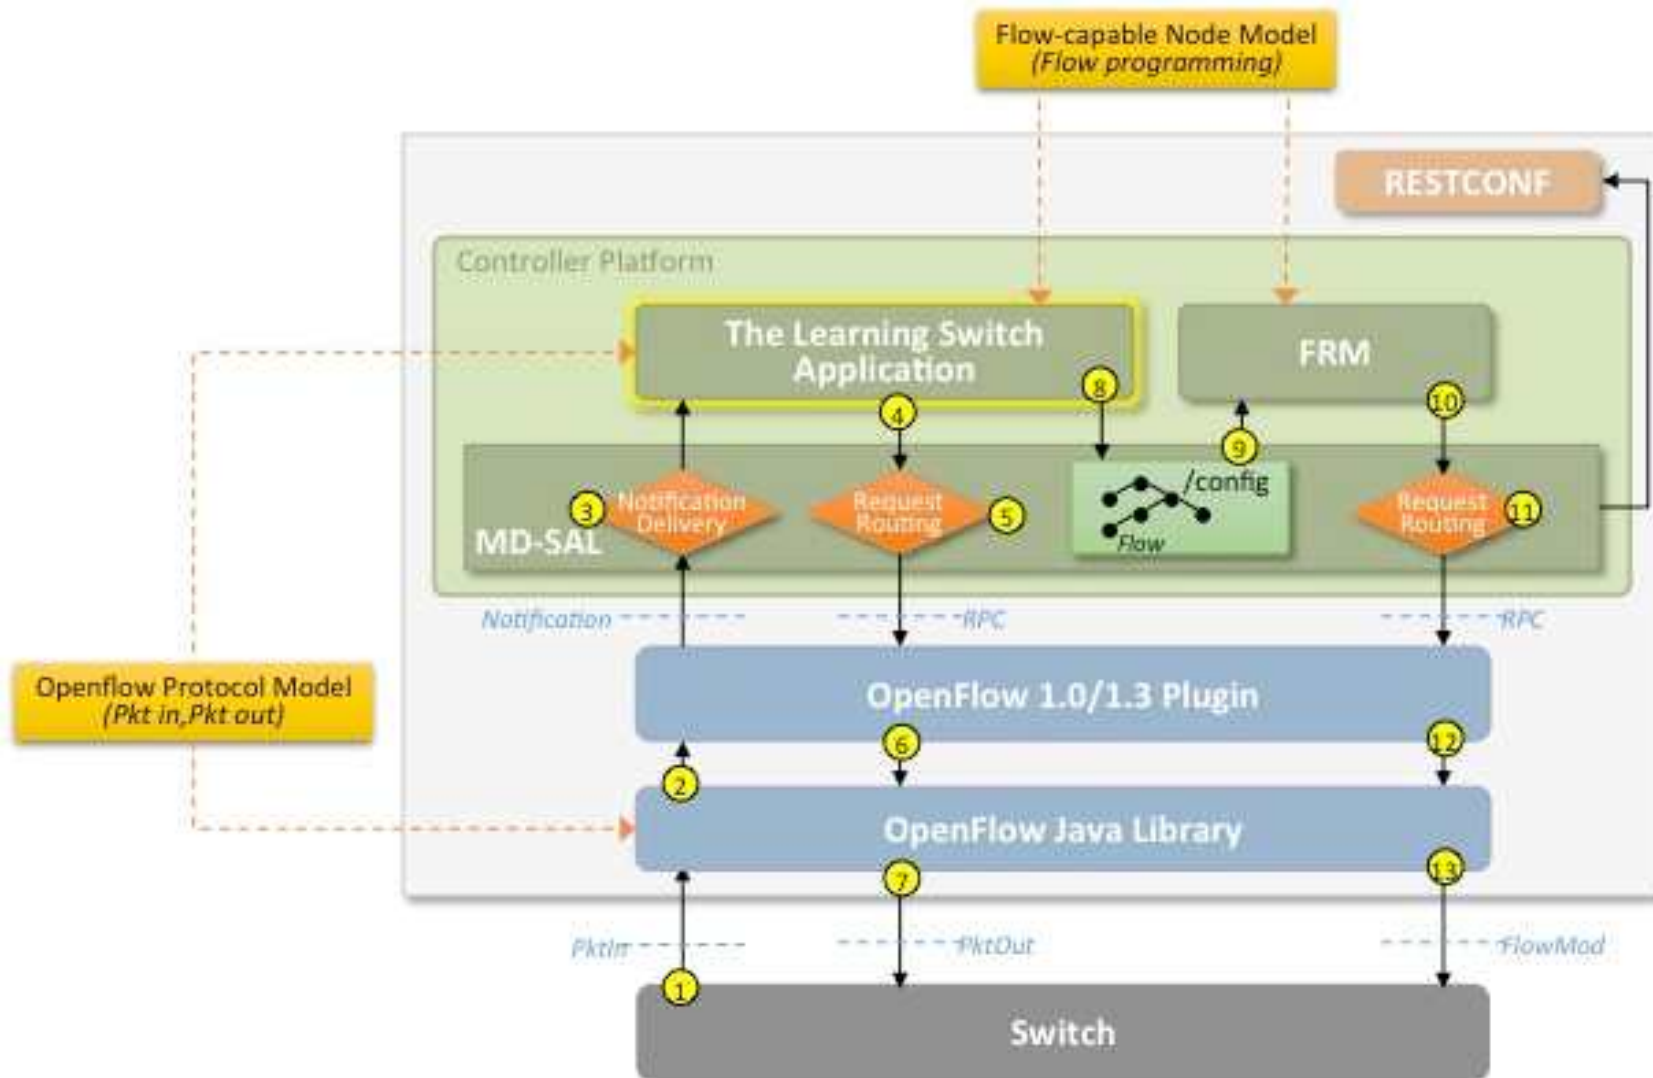 Flow-capable Node Model
(Flow programming)
RESTCONF
Controller Platform
The Learning Switch
Application
FRM
8
4
10
9
/config
3
Notification
Delivery
Request
Routing
5
Request
Routing
11
MD-SAL
Flow
Notification
RPC
RPC
Openflow Protocol Model
(Pkt in,Pkt out)
OpenFlow 1.0/1.3 Plugin
6
12
2
OpenFlow Java Library
7
13
PktIn
PktOut
FlowMod
1
Switch